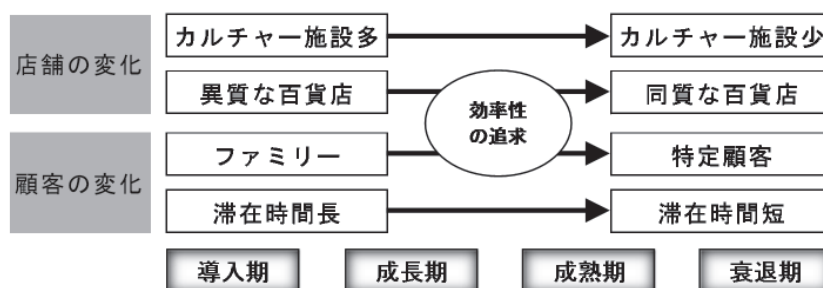 店舗の変化
カルチャー施設多
カルチャー施設少
異質な百貨店
同質な百貨店
効率性
の追求
顧客の変化
ファミリー
特定顧客
滞在時間長
滞在時間短
導入期
成長期
成熟期
衰退期